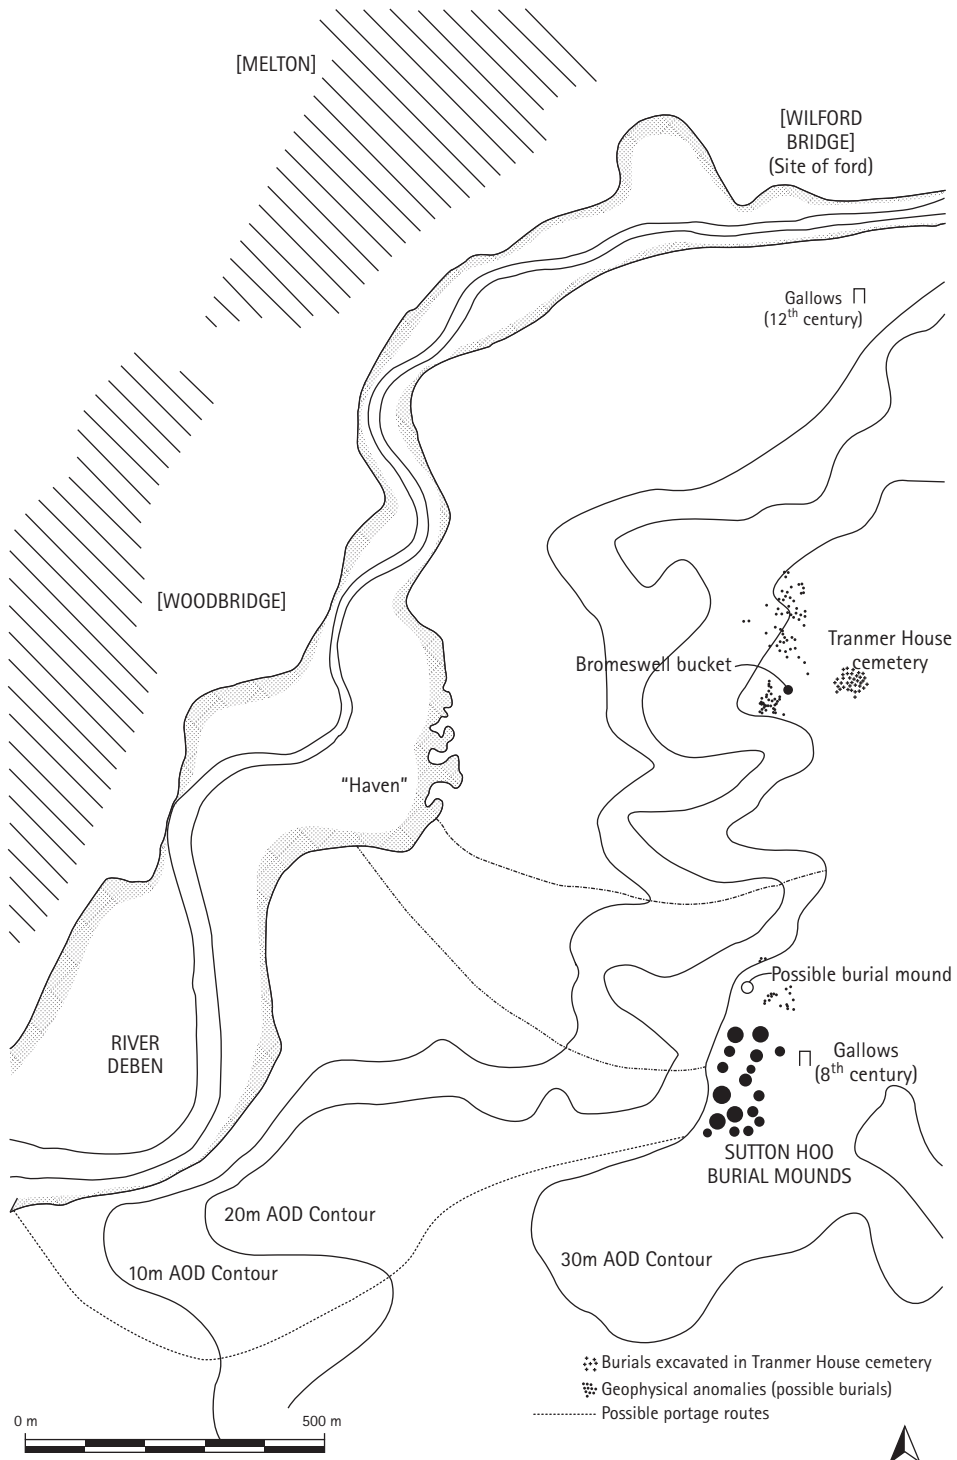 [MELTON]
[WILFORD
BRIDGE]
(Site of ford)
Gallows
(12th century)
[WOODBRIDGE]
Tranmer House
cemetery
Bromeswell bucket
“Haven”
Possible burial mound
RIVER
DEBEN
Gallows
(8th century)
SUTTON HOO
BURIAL MOUNDS
20m AOD Contour
30m AOD Contour
10m AOD Contour
Burials excavated in Tranmer House cemetery
Geophysical anomalies (possible burials)
Possible portage routes
0 m 500 m